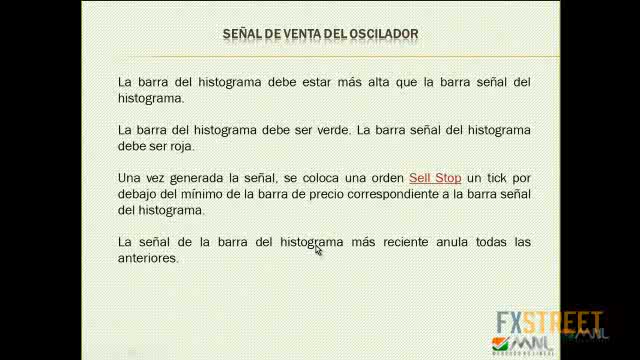 SEÑAL DE VENTA DEL OSCILADOR
La barra del histograma debe estar más alta que la barra señal del
histograma.
La barra del histograma debe ser verde. La barra señal del histograma
debe ser roja.
Una vez generada la señal, se coloca una orden Sell Stop un tick por
debajo del mínimo de la barra de precio correspondiente a la barra señal
del histograma.
La señal de la barra del histograma más reciente anula todas las
anteriores.
FXSTREET
MNL